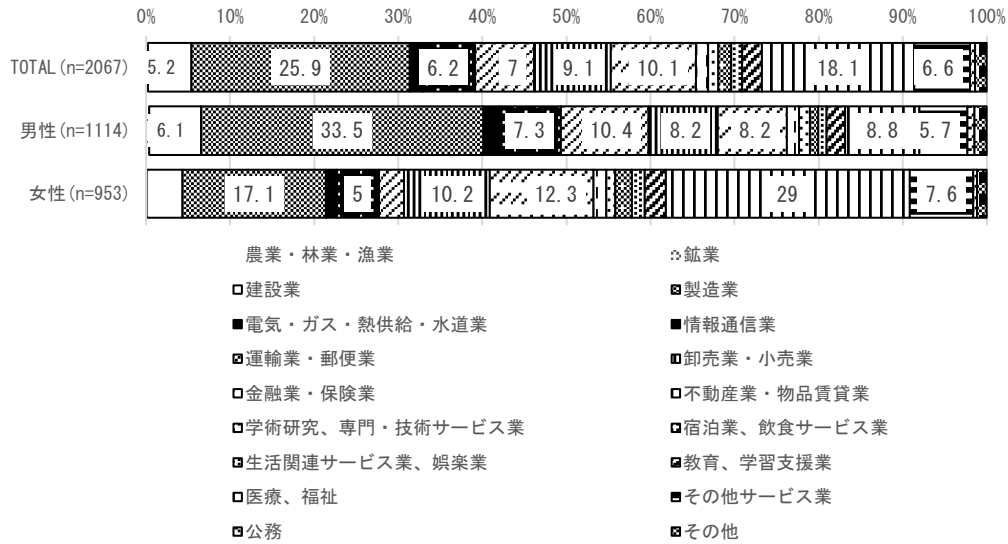 0% 10% 20% 30% 40% 50% 60% 70% 80% 90% 100%
TOTAL(n=2067) 5.2 25.9 6.2 7 9.1 10.1 18.1 6.6
男性(n=1114) 6.1 33.5 7.3 10.4 8.2 8.2 8.8 5.7
女性(n=953) 17.1 5 10.2 12.3 29 7.6
農業・林業・漁業 鉱業
建設業 製造業
電気・ガス・熱供給・水道業 情報通信業
運輸業・郵便業 卸売業・小売業
金融業・保険業 不動産業・物品賃貸業
学術研究、専門・技術サービス業 宿泊業、飲食サービス業
生活関連サービス業、娯楽業 教育、学習支援業
医療、福祉 その他サービス業
公務 その他